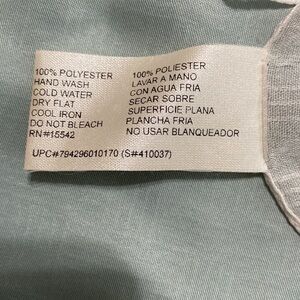 100% POLYESTER
HAND WASH
COLD WATER
DRY FLAT
COOL IRON
DO NOT BLEACH
RN#15542
100% POLIESTER
LAVAR A MANO
CON AGUA FRIA
SECAR SOBRE
SUPERFICIE PLANA
PLANCHA FRIA
NO USAR BLANQUEADOR
UPC#794296010170 (S#410037)